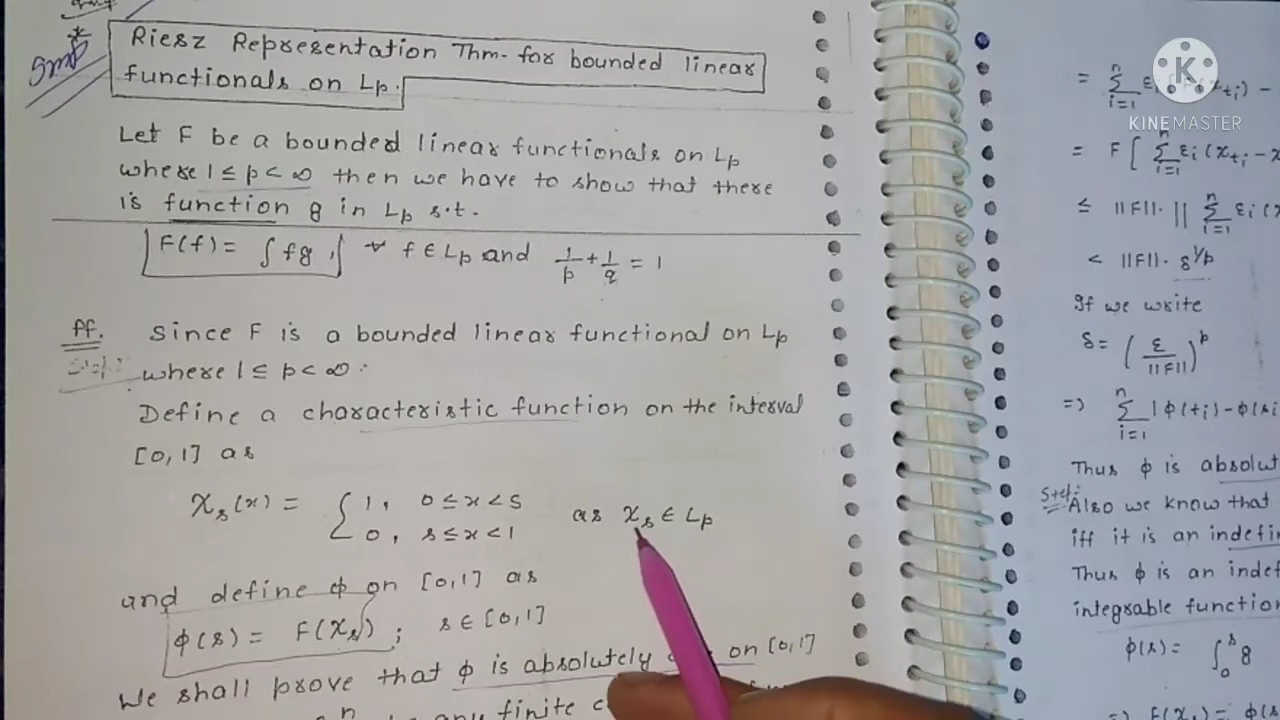 Imp
Riesz Representation Thm. for bounded linear
functionals on Lp.
Let F be a bounded linear functionals on Lp
where 1 ≤ p < ∞ then we have to show that there
is function g in Lp s.t.
F(f) = ∫ fg , ∀ f ∈ Lp and 1/p + 1/q = 1
Pf.
Since F is a bounded linear functional on Lp
where 1 ≤ p < ∞.
Define a characteristic function on the interval
[0,1] as
χs(x) = { 1, 0 ≤ x < s
0, s ≤ x < 1
as χs ∈ Lp
and define ϕ on [0,1] as
ϕ(s) = F(χs) ; s ∈ [0,1]
We shall prove that ϕ is absolutely on [0,1]
any finite
= Σ i=1 n
= F [ Σ i=1 n εi (χti -
≤ ||F||. || Σ i=1 n εi (
< ||F||. δ^1/p
If we write
δ = ( ε / ||F|| )^p
=) Σ i=1 n |ϕ(ti) - ϕ(si
Thus ϕ is
Also we know that
iff it is an
Thus ϕ is an
integrable
ϕ(s) = ∫0^s g
=) F(χs) = ϕ(s
KINEMASTER